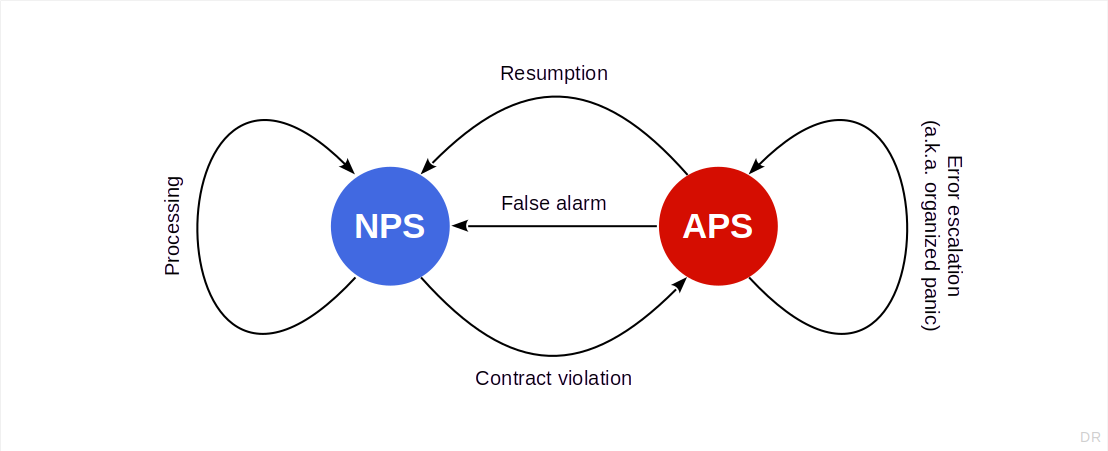 Resumption
Processing
NPS
False alarm
APS
Error escalation
(a.k.a. organized panic)
Contract violation
DR